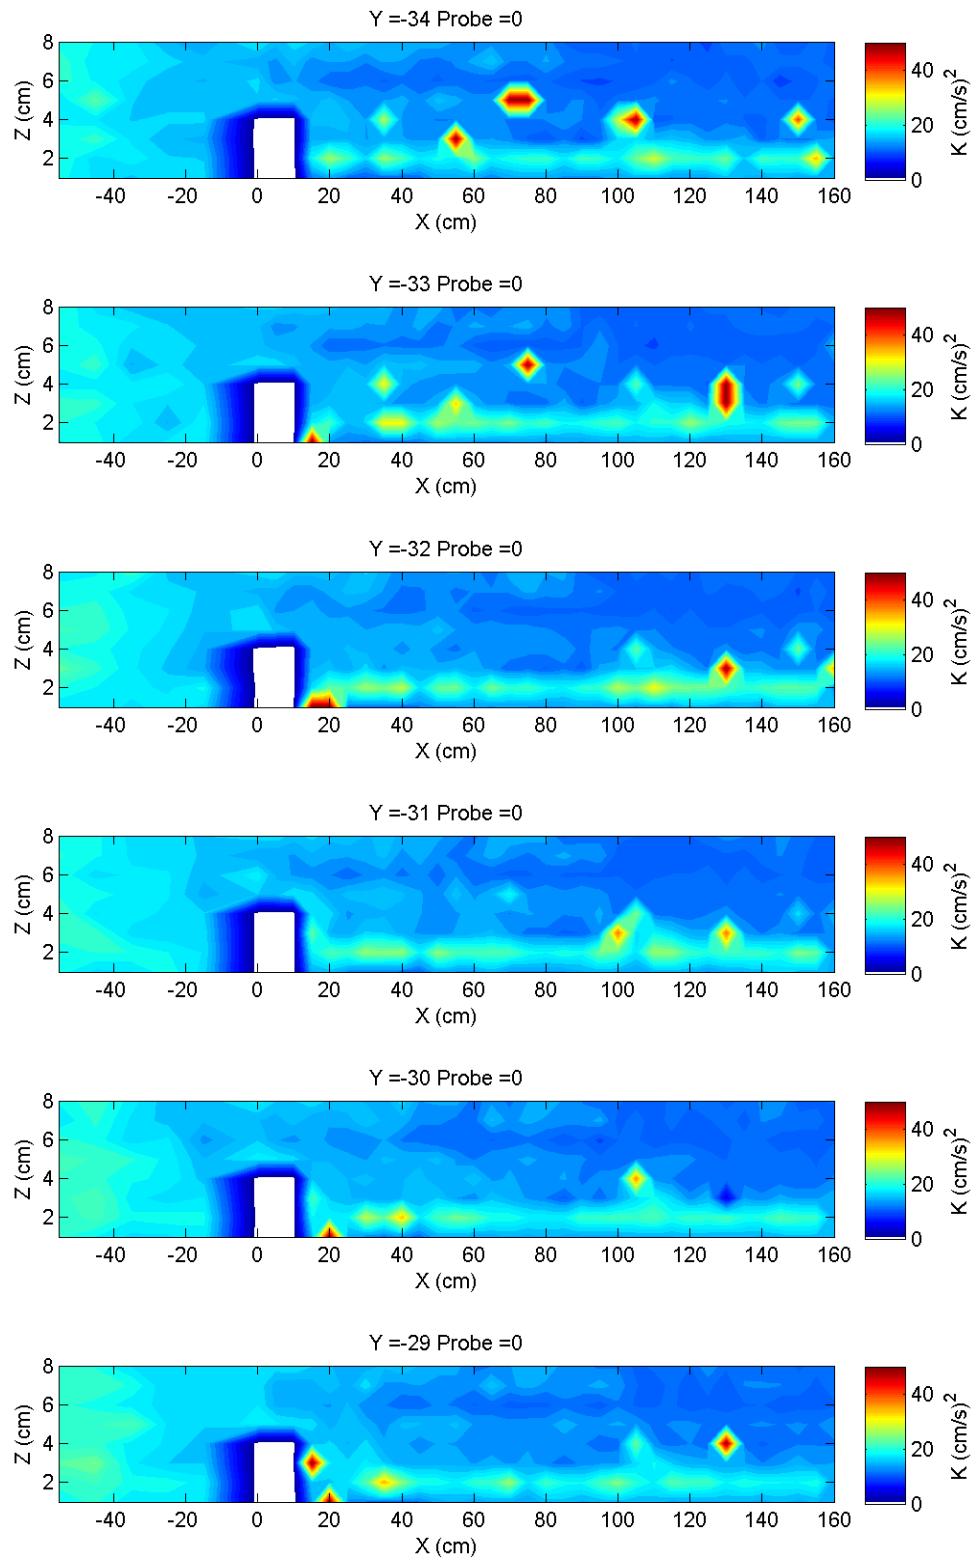 Y =-34 Probe =0
8
6
4
2
Z (cm)
-40 -20 0 20 40 60 80 100 120 140 160
X (cm)
40
20
0
K (cm/s)²
Y =-33 Probe =0
8
6
4
2
Z (cm)
-40 -20 0 20 40 60 80 100 120 140 160
X (cm)
40
20
0
K (cm/s)²
Y =-32 Probe =0
8
6
4
2
Z (cm)
-40 -20 0 20 40 60 80 100 120 140 160
X (cm)
40
20
0
K (cm/s)²
Y =-31 Probe =0
8
6
4
2
Z (cm)
-40 -20 0 20 40 60 80 100 120 140 160
X (cm)
40
20
0
K (cm/s)²
Y =-30 Probe =0
8
6
4
2
Z (cm)
-40 -20 0 20 40 60 80 100 120 140 160
X (cm)
40
20
0
K (cm/s)²
Y =-29 Probe =0
8
6
4
2
Z (cm)
-40 -20 0 20 40 60 80 100 120 140 160
X (cm)
40
20
0
K (cm/s)²